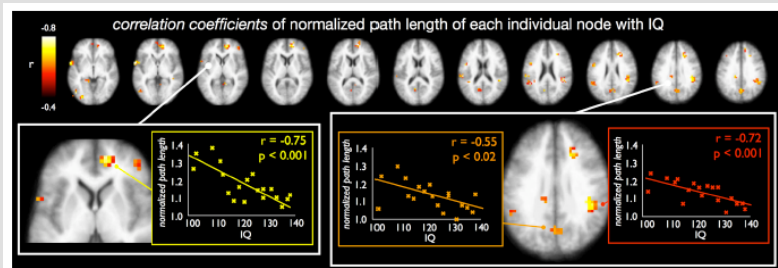 correlation coefficients of normalized path length of each individual node with IQ
-0.8
r
-0.4
r = -0.75
p < 0.001
normalized path length
1.5
1.4
1.3
1.2
1.1
1.0
100 110 120 130 140
IQ
r = -0.55
p < 0.02
normalized path length
1.4
1.3
1.2
1.1
1.0
100 110 120 130 140
IQ
r = -0.72
p < 0.001
normalized path length
1.4
1.3
1.2
1.1
1.0
100 110 120 130 140
IQ